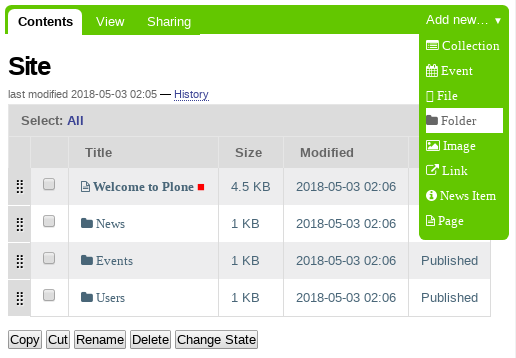 Contents View Sharing Add new… ▼
Collection
Event
File
Folder
Image
Link
News Item
Page
Site
last modified 2018-05-03 02:05 — History
Select: All
Title Size Modified
Welcome to Plone 4.5 KB 2018-05-03 02:06
News 1 KB 2018-05-03 02:06
Events 1 KB 2018-05-03 02:06 Published
Users 1 KB 2018-05-03 02:06 Published
Copy Cut Rename Delete Change State